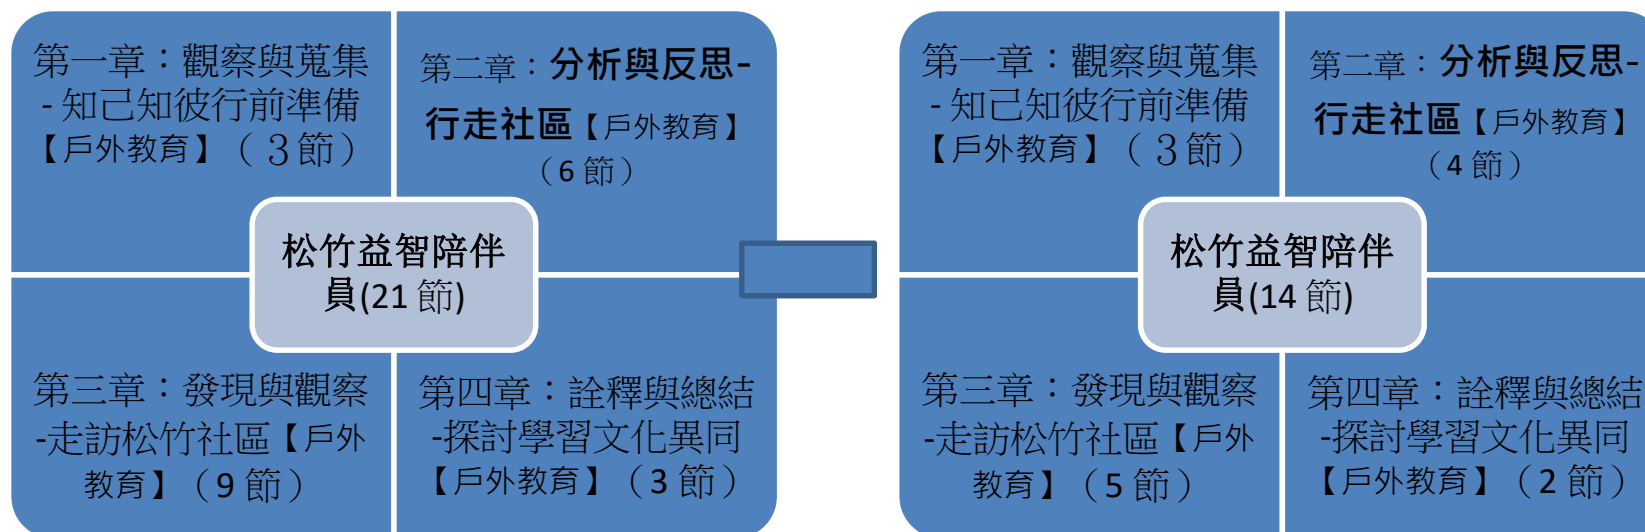 第一章：觀察與蒐集
- 知己知彼行前準備
【戶外教育】（３節）
第二章：分析與反思-
行走社區【戶外教育】
（6 節）
松竹益智陪伴
員(21 節)
第三章：發現與觀察
-走訪松竹社區【戶外
教育】（9 節）
第四章：詮釋與總結
-探討學習文化異同
【戶外教育】（3 節）
第一章：觀察與蒐集
- 知己知彼行前準備
【戶外教育】（３節）
第二章：分析與反思-
行走社區【戶外教育】
（4 節）
松竹益智陪伴
員(14 節)
第三章：發現與觀察
-走訪松竹社區【戶外
教育】（5 節）
第四章：詮釋與總結
-探討學習文化異同
【戶外教育】（2 節）